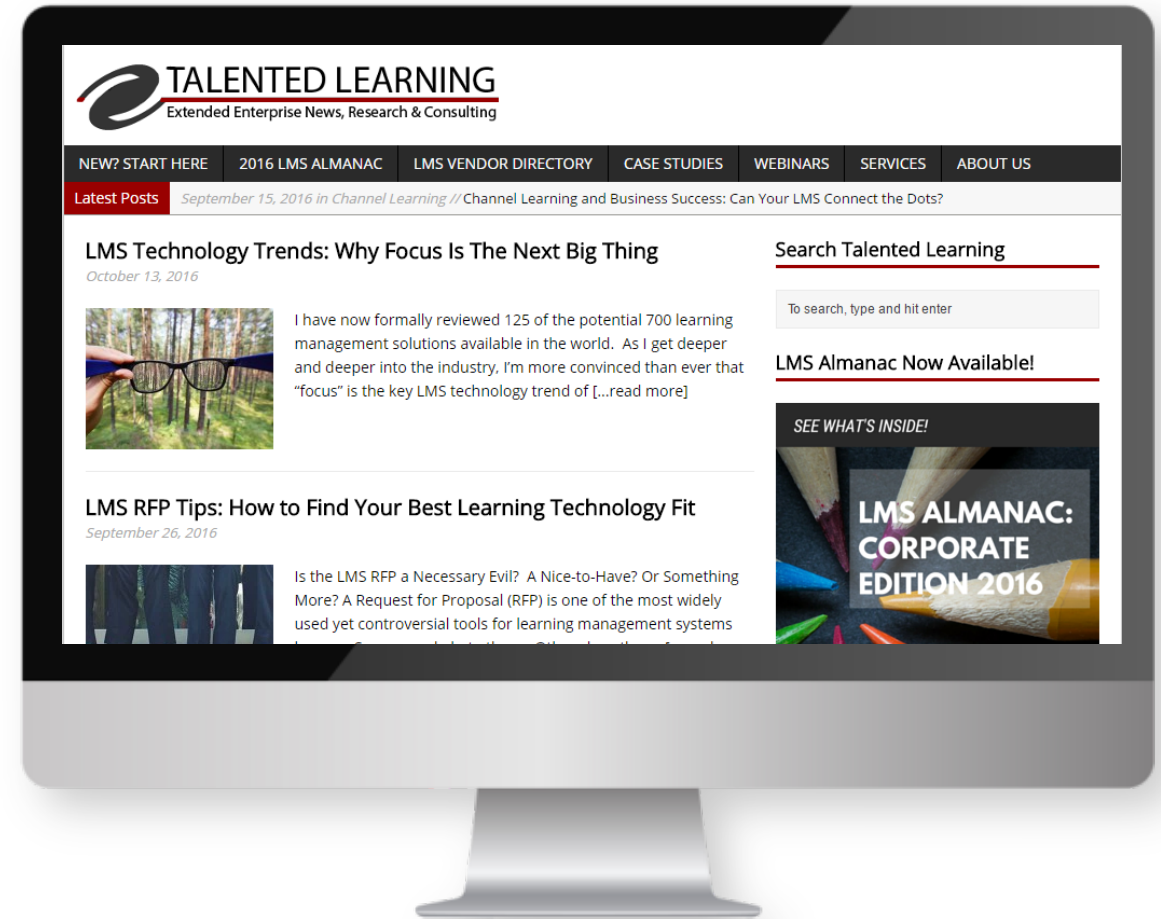 TALENTED LEARNING
Extended Enterprise News, Research & Consulting
NEW? START HERE 2016 LMS ALMANAC LMS VENDOR DIRECTORY CASE STUDIES WEBINARS SERVICES ABOUT US
Latest Posts September 15, 2016 in Channel Learning // Channel Learning and Business Success: Can Your LMS Connect the Dots?
LMS Technology Trends: Why Focus Is The Next Big Thing
October 13, 2016
I have now formally reviewed 125 of the potential 700 learning
management solutions available in the world.  As I get deeper
and deeper into the industry, I'm more convinced than ever that
“focus” is the key LMS technology trend of [...read more]
LMS RFP Tips: How to Find Your Best Learning Technology Fit
September 26, 2016
Is the LMS RFP a Necessary Evil?  A Nice-to-Have? Or Something
More? A Request for Proposal (RFP) is one of the most widely
used yet controversial tools for learning management systems
Search Talented Learning
To search, type and hit enter
LMS Almanac Now Available!
SEE WHAT'S INSIDE!
LMS ALMANAC:
CORPORATE
EDITION 2016